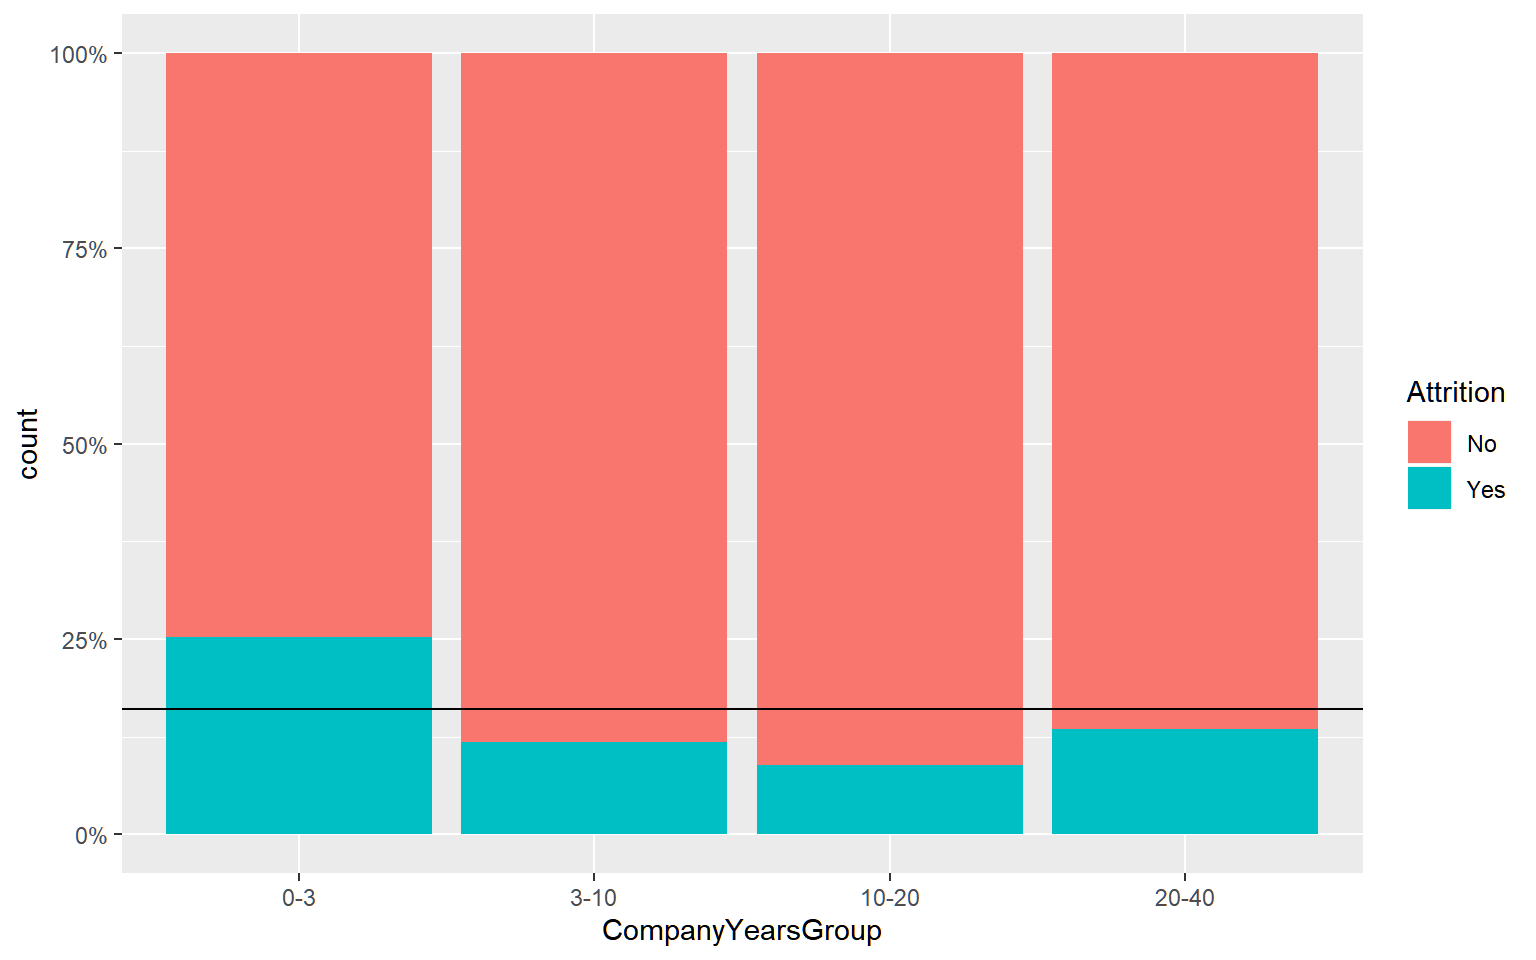 100%
75%
50%
25%
0%
count
0-3
3-10
10-20
20-40
CompanyYearsGroup
Attrition
No
Yes